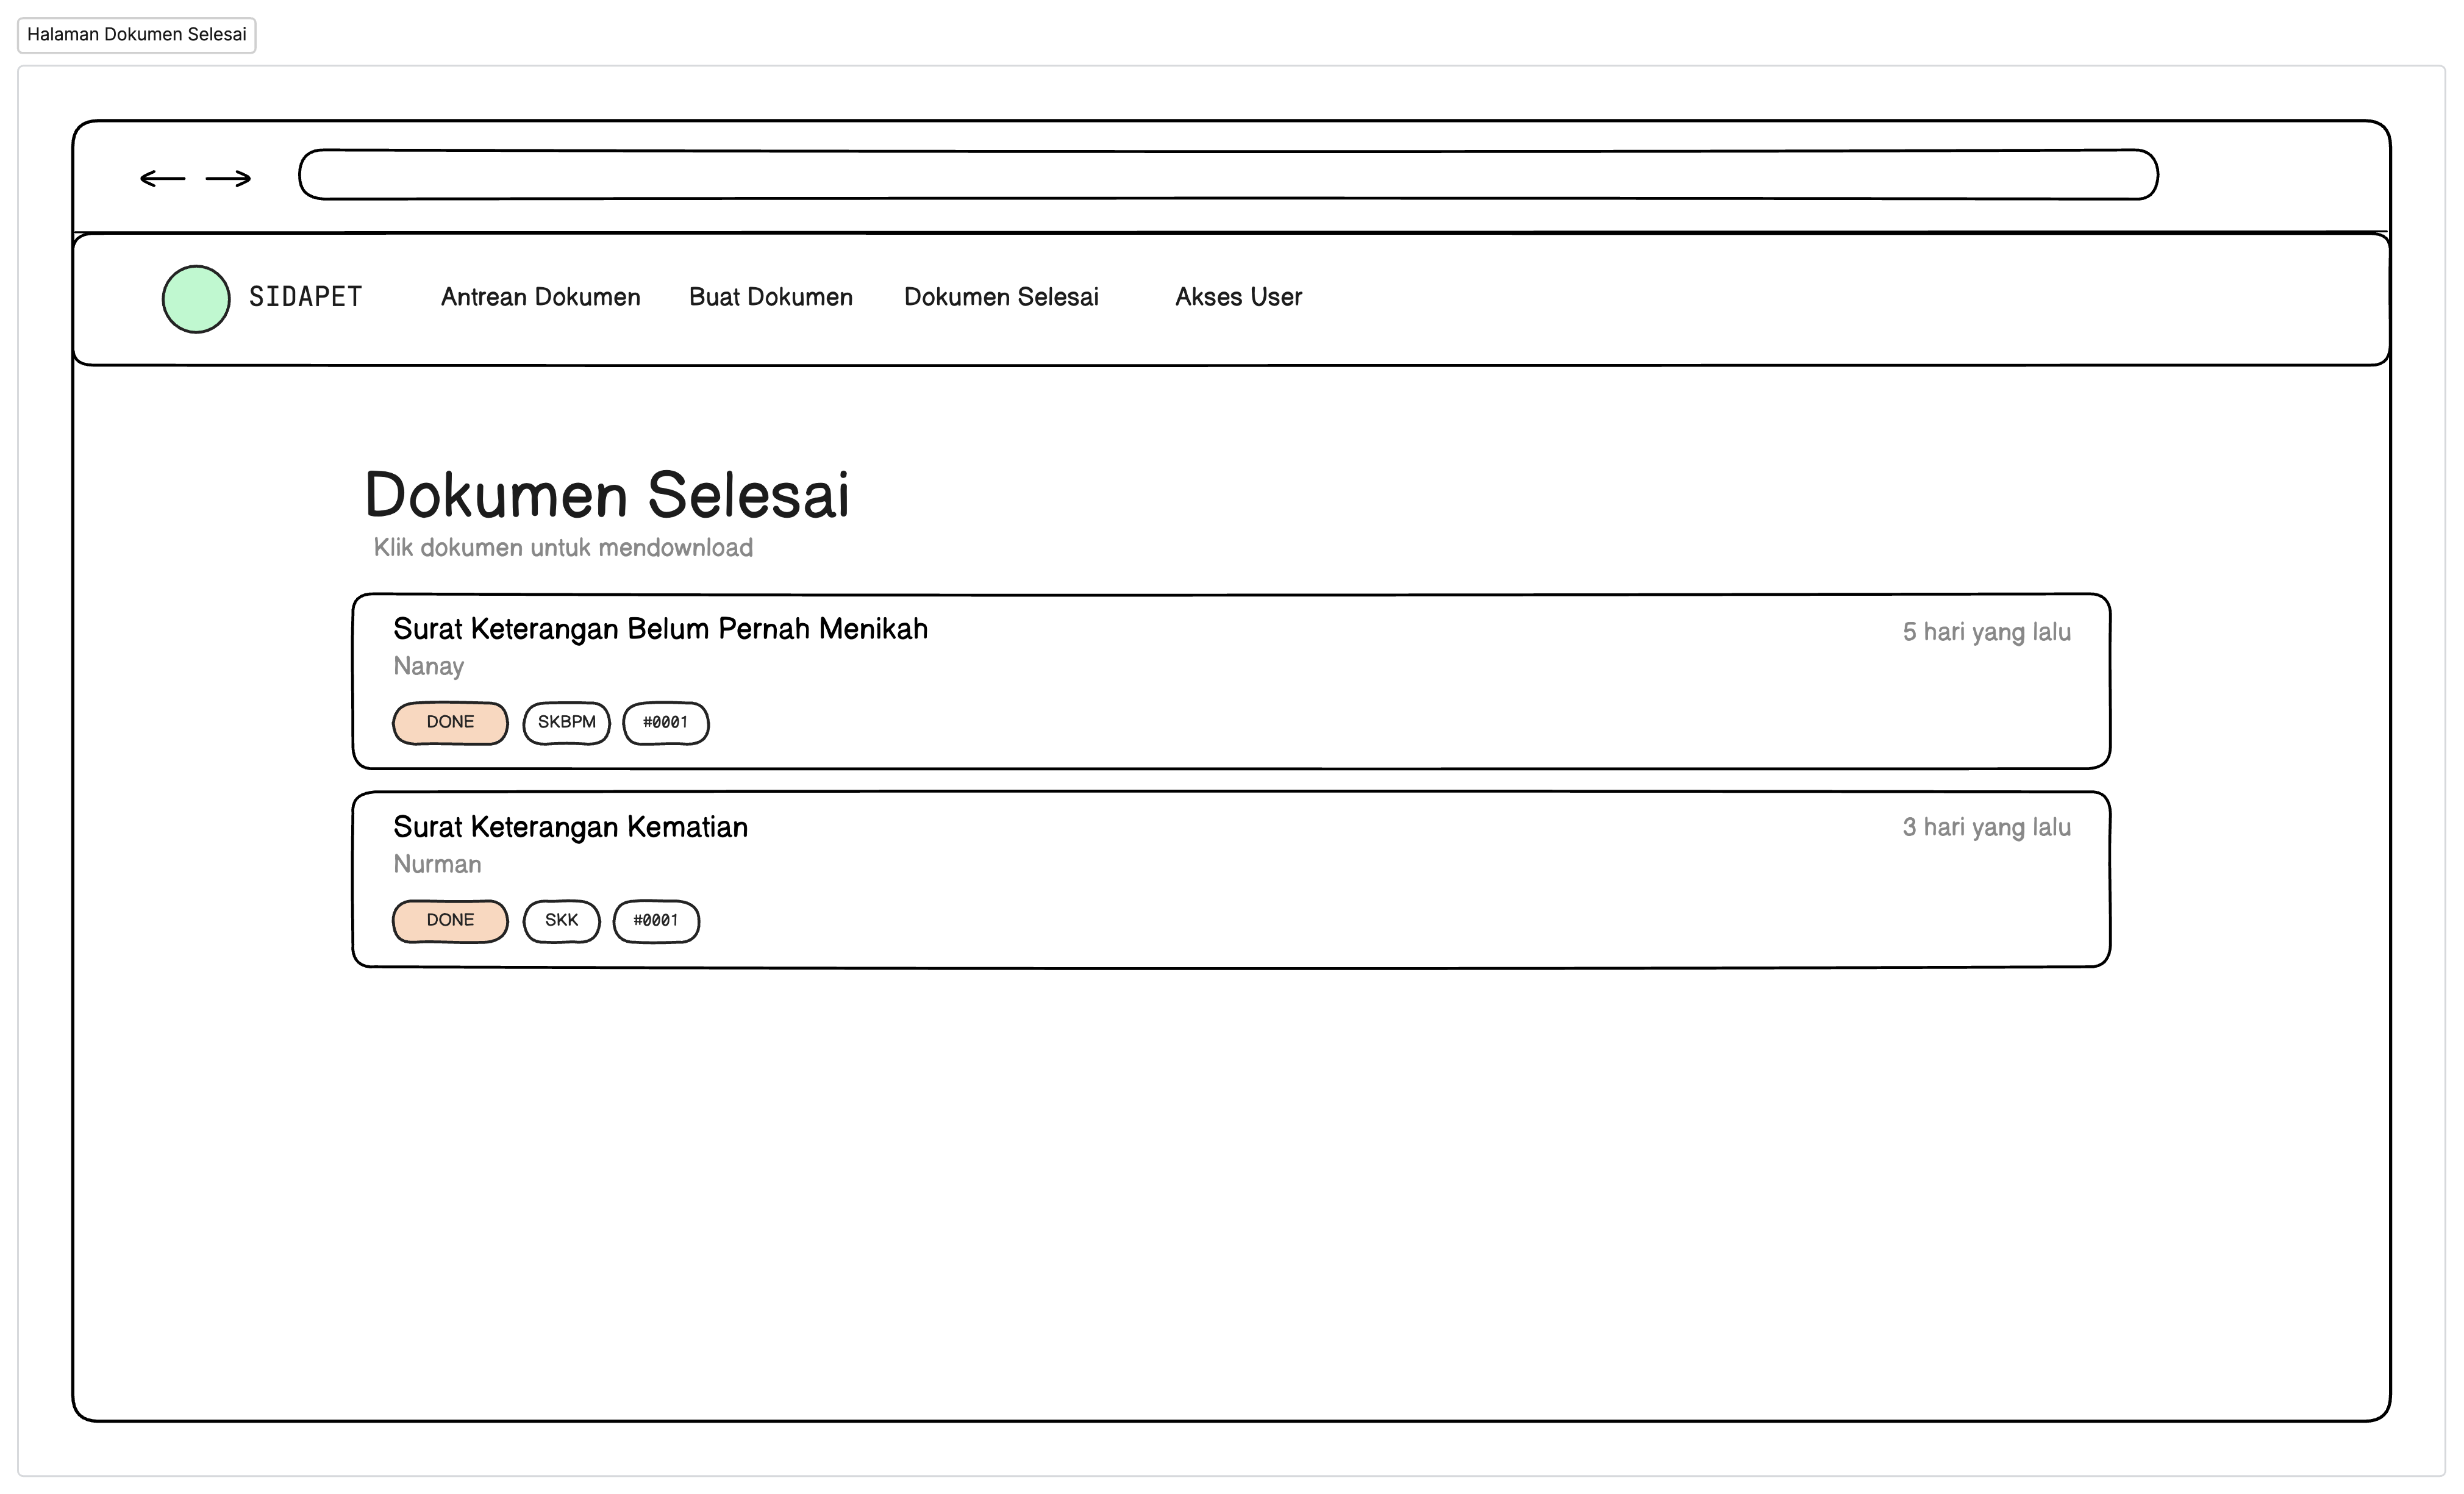 Halaman Dokumen Selesai
SIDAPET Antrean Dokumen Buat Dokumen Dokumen Selesai Akses User
Dokumen Selesai
Klik dokumen untuk mendownload
Surat Keterangan Belum Pernah Menikah 5 hari yang lalu
Nanay
DONE SKBPM #0001
Surat Keterangan Kematian 3 hari yang lalu
Nurman
DONE SKK #0001